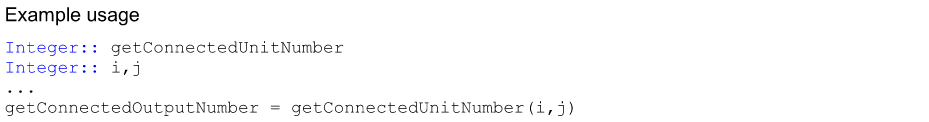 Example usage
Integer:: getConnectedUnitNumber
Integer:: i,j
...
getConnectedOutputNumber = getConnectedUnitNumber(i,j)